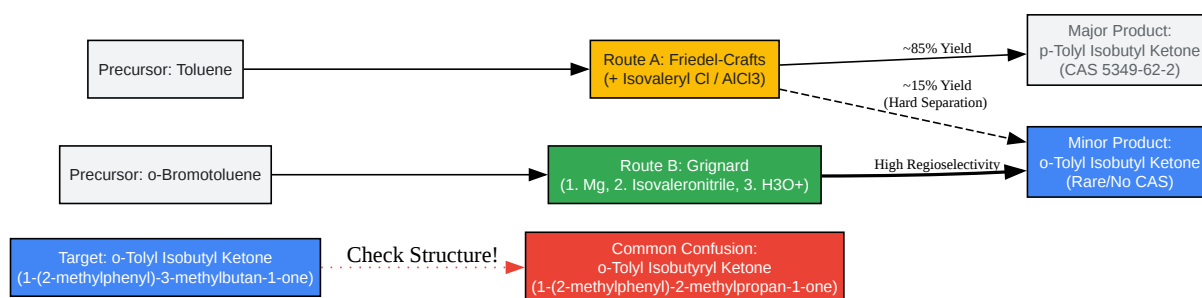 Precursor: Toluene
Route A: Friedel-Crafts
(+ Isovaleryl Cl / AlCl3)
~85% Yield
Major Product:
p-Tolyl Isobutyl Ketone
(CAS 5349-62-2)
~15% Yield
(Hard Separation)
Precursor: o-Bromotoluene
Route B: Grignard
(1. Mg, 2. Isovaleronitrile, 3. H3O+)
High Regioselectivity
Minor Product:
o-Tolyl Isobutyl Ketone
(Rare/No CAS)
Target: o-Tolyl Isobutyl Ketone
(1-(2-methylphenyl)-3-methylbutan-1-one)
Check Structure!
Common Confusion:
o-Tolyl Isobutyryl Ketone
(1-(2-methylphenyl)-2-methylpropan-1-one)